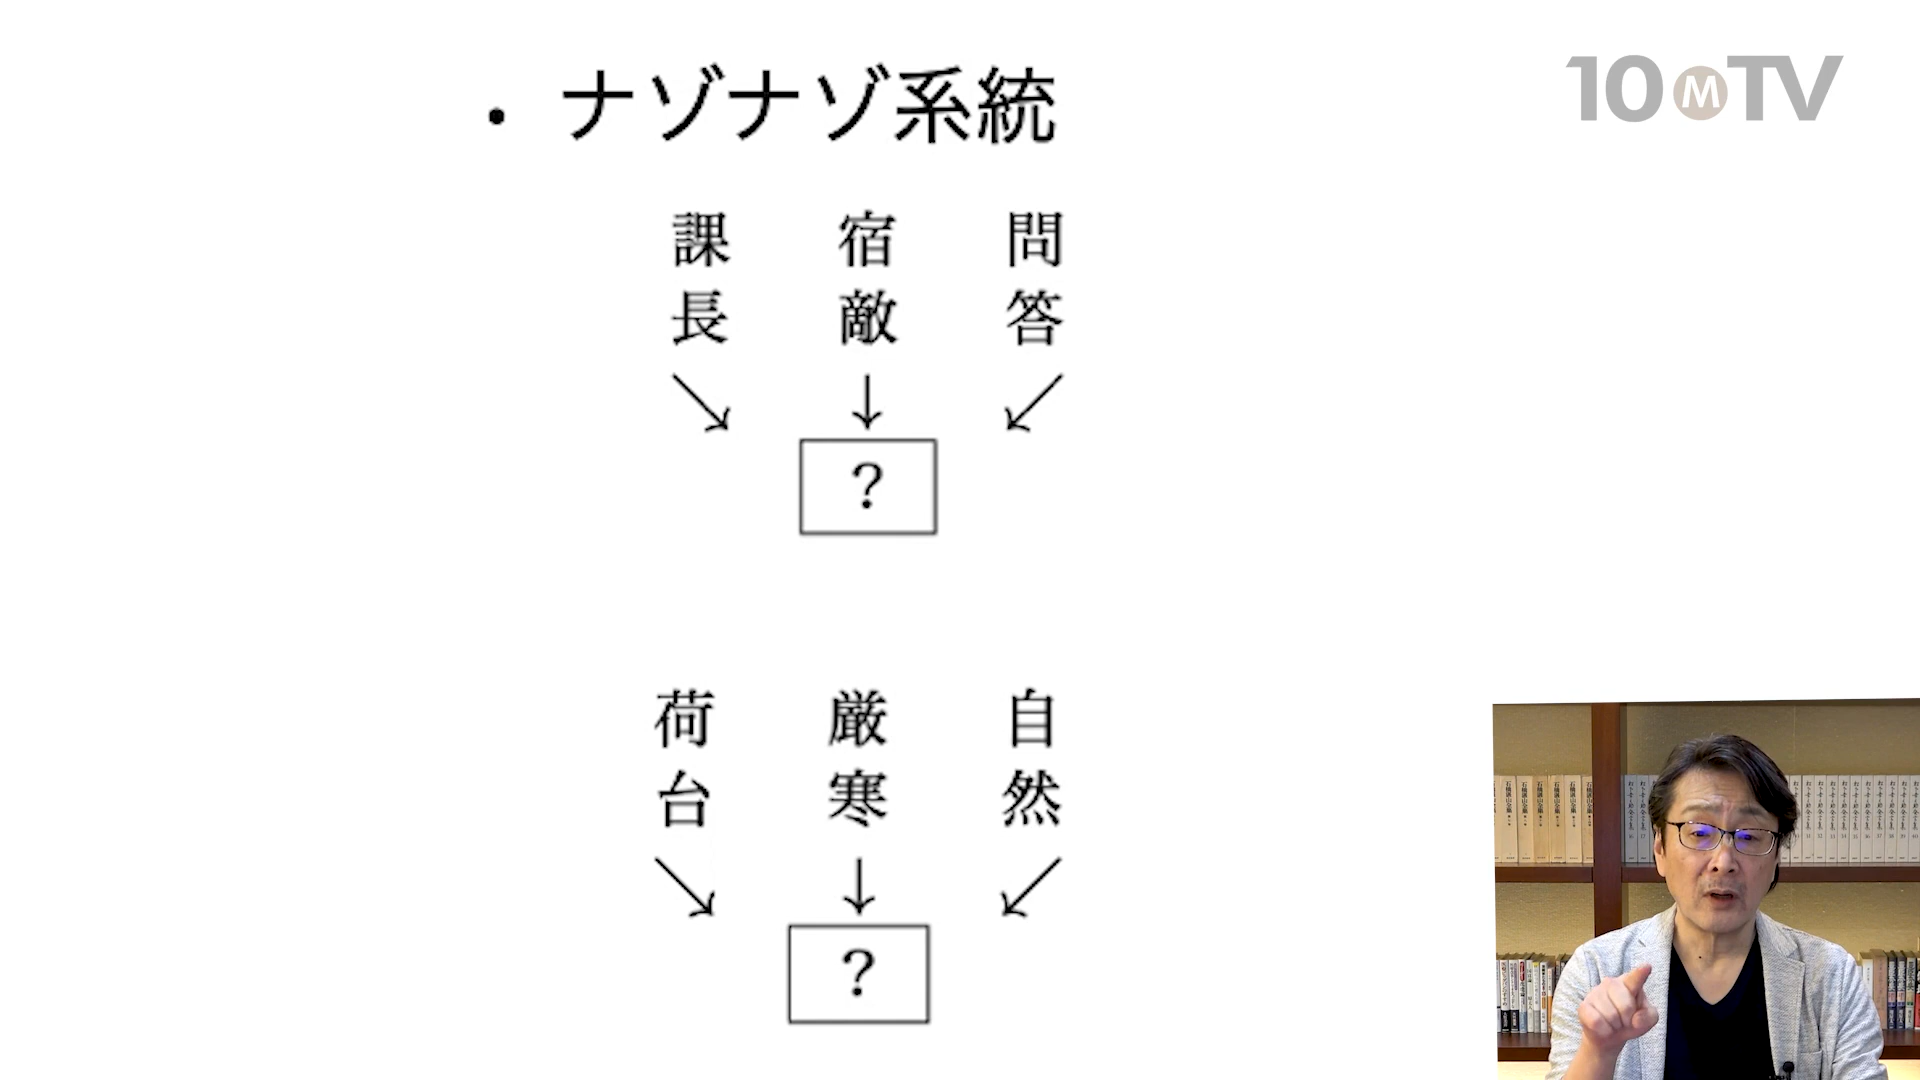 ・ナゾナゾ系統
10MTV
問答
宿敵
課長
↘ ↓ ↙
?
自然
厳寒
荷台
↘ ↓ ↙
?